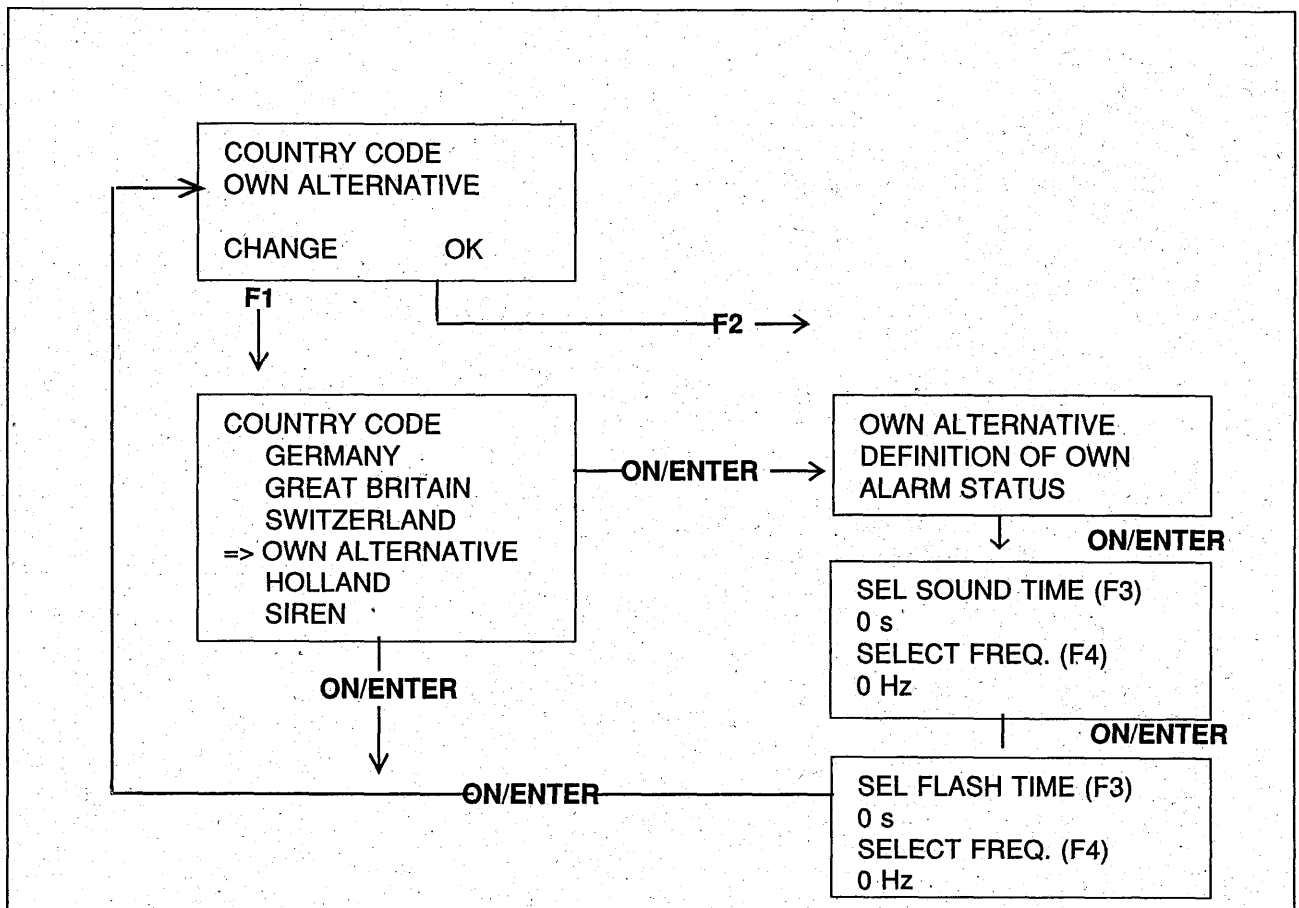 COUNTRY CODE
OWN ALTERNATIVE
CHANGE OK
F1
F2
COUNTRY CODE
GERMANY
GREAT BRITAIN
SWITZERLAND
=> OWN ALTERNATIVE
HOLLAND
SIREN
ON/ENTER
OWN ALTERNATIVE
DEFINITION OF OWN
ALARM STATUS
ON/ENTER
SEL SOUND TIME (F3)
0 s
SELECT FREQ. (F4)
0 Hz
ON/ENTER
ON/ENTER
SEL FLASH TIME (F3)
0 s
SELECT FREQ. (F4)
0 Hz
ON/ENTER